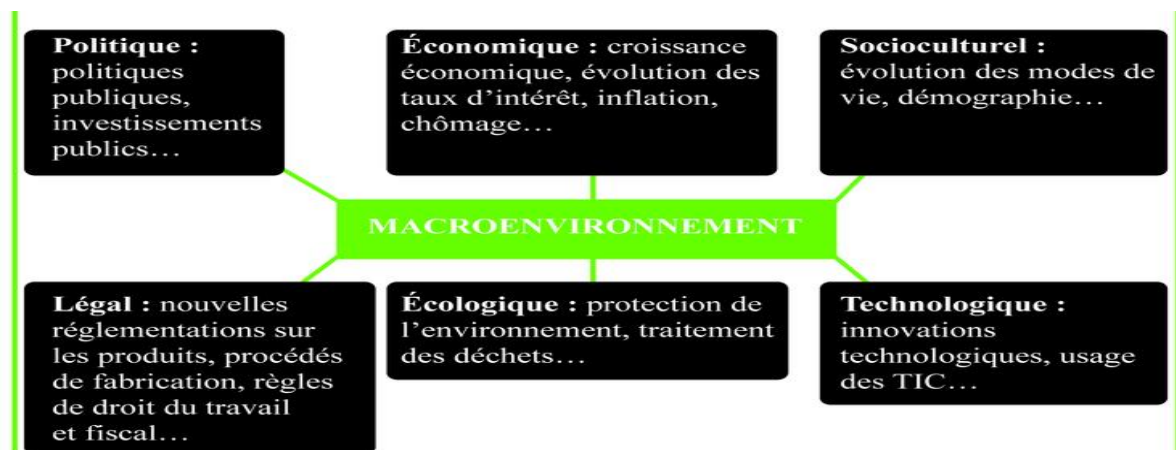 Politique :
politiques
publiques,
investissements
publics…
Économique : croissance
économique, évolution des
taux d’intérêt, inflation,
chômage…
Socioculturel :
évolution des modes de
vie, démographie…
MACROENVIRONNEMENT
Légal : nouvelles
réglementations sur
les produits, procédés
de fabrication, règles
de droit du travail
et fiscal…
Écologique : protection de
l’environnement, traitement
des déchets…
Technologique :
innovations
technologiques, usage
des TIC…